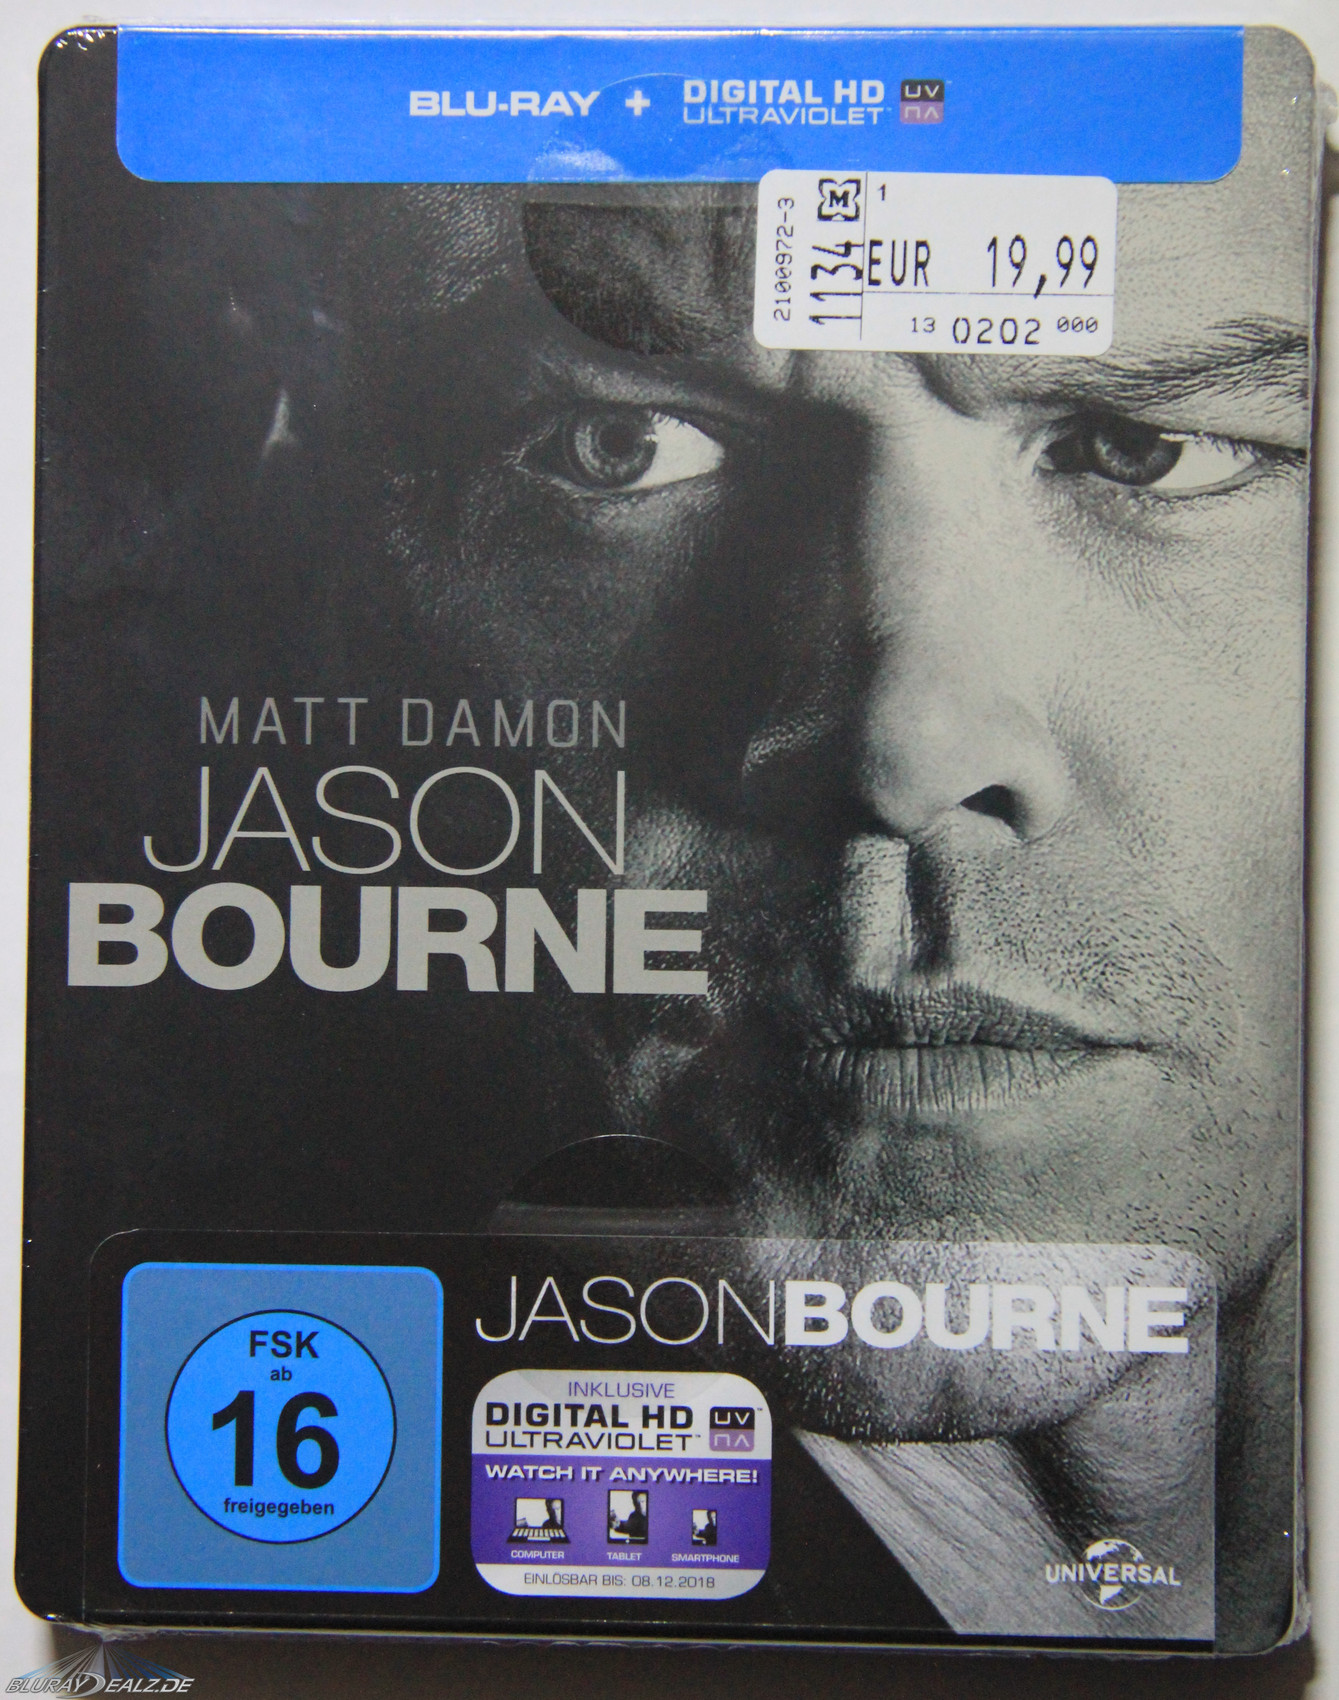 BLU-RAY + DIGITAL HD ULTRAVIOLET UV
2100972-3
1134
M
1
EUR 19,99
13 0202 000
MATT DAMON
JASON
BOURNE
JASONBOURNE
FSK
ab
16
freigegeben
INKLUSIVE
DIGITAL HD UV
ULTRAVIOLET™
WATCH IT ANYWHERE!
COMPUTER TABLET SMARTPHONE
EINLÖSBAR BIS: 08.12.2018
UNIVERSAL
BLURAYDEALZ.DE